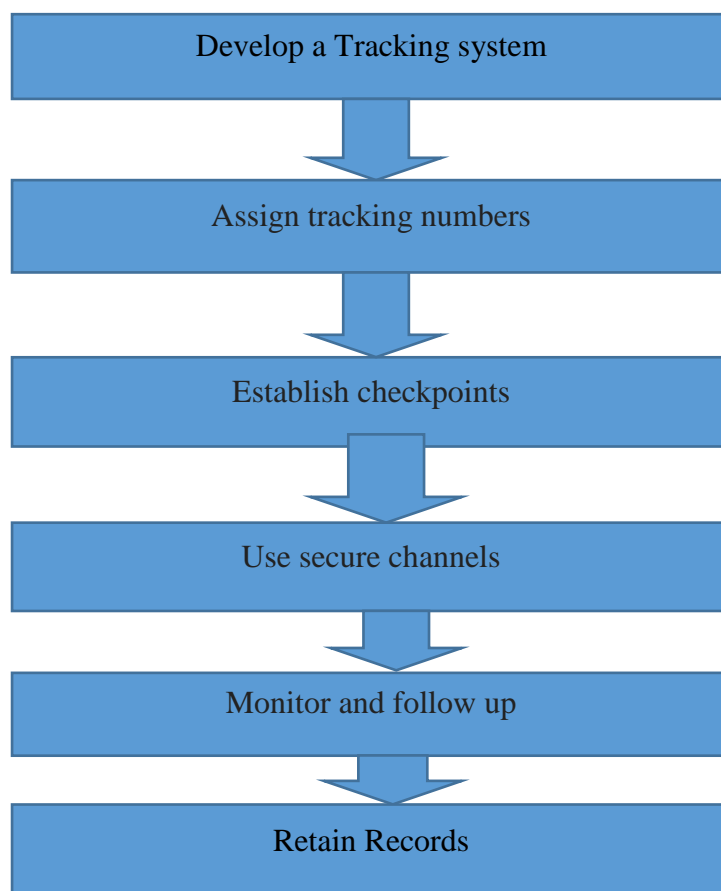 Develop a Tracking system
Assign tracking numbers
Establish checkpoints
Use secure channels
Monitor and follow up
Retain Records